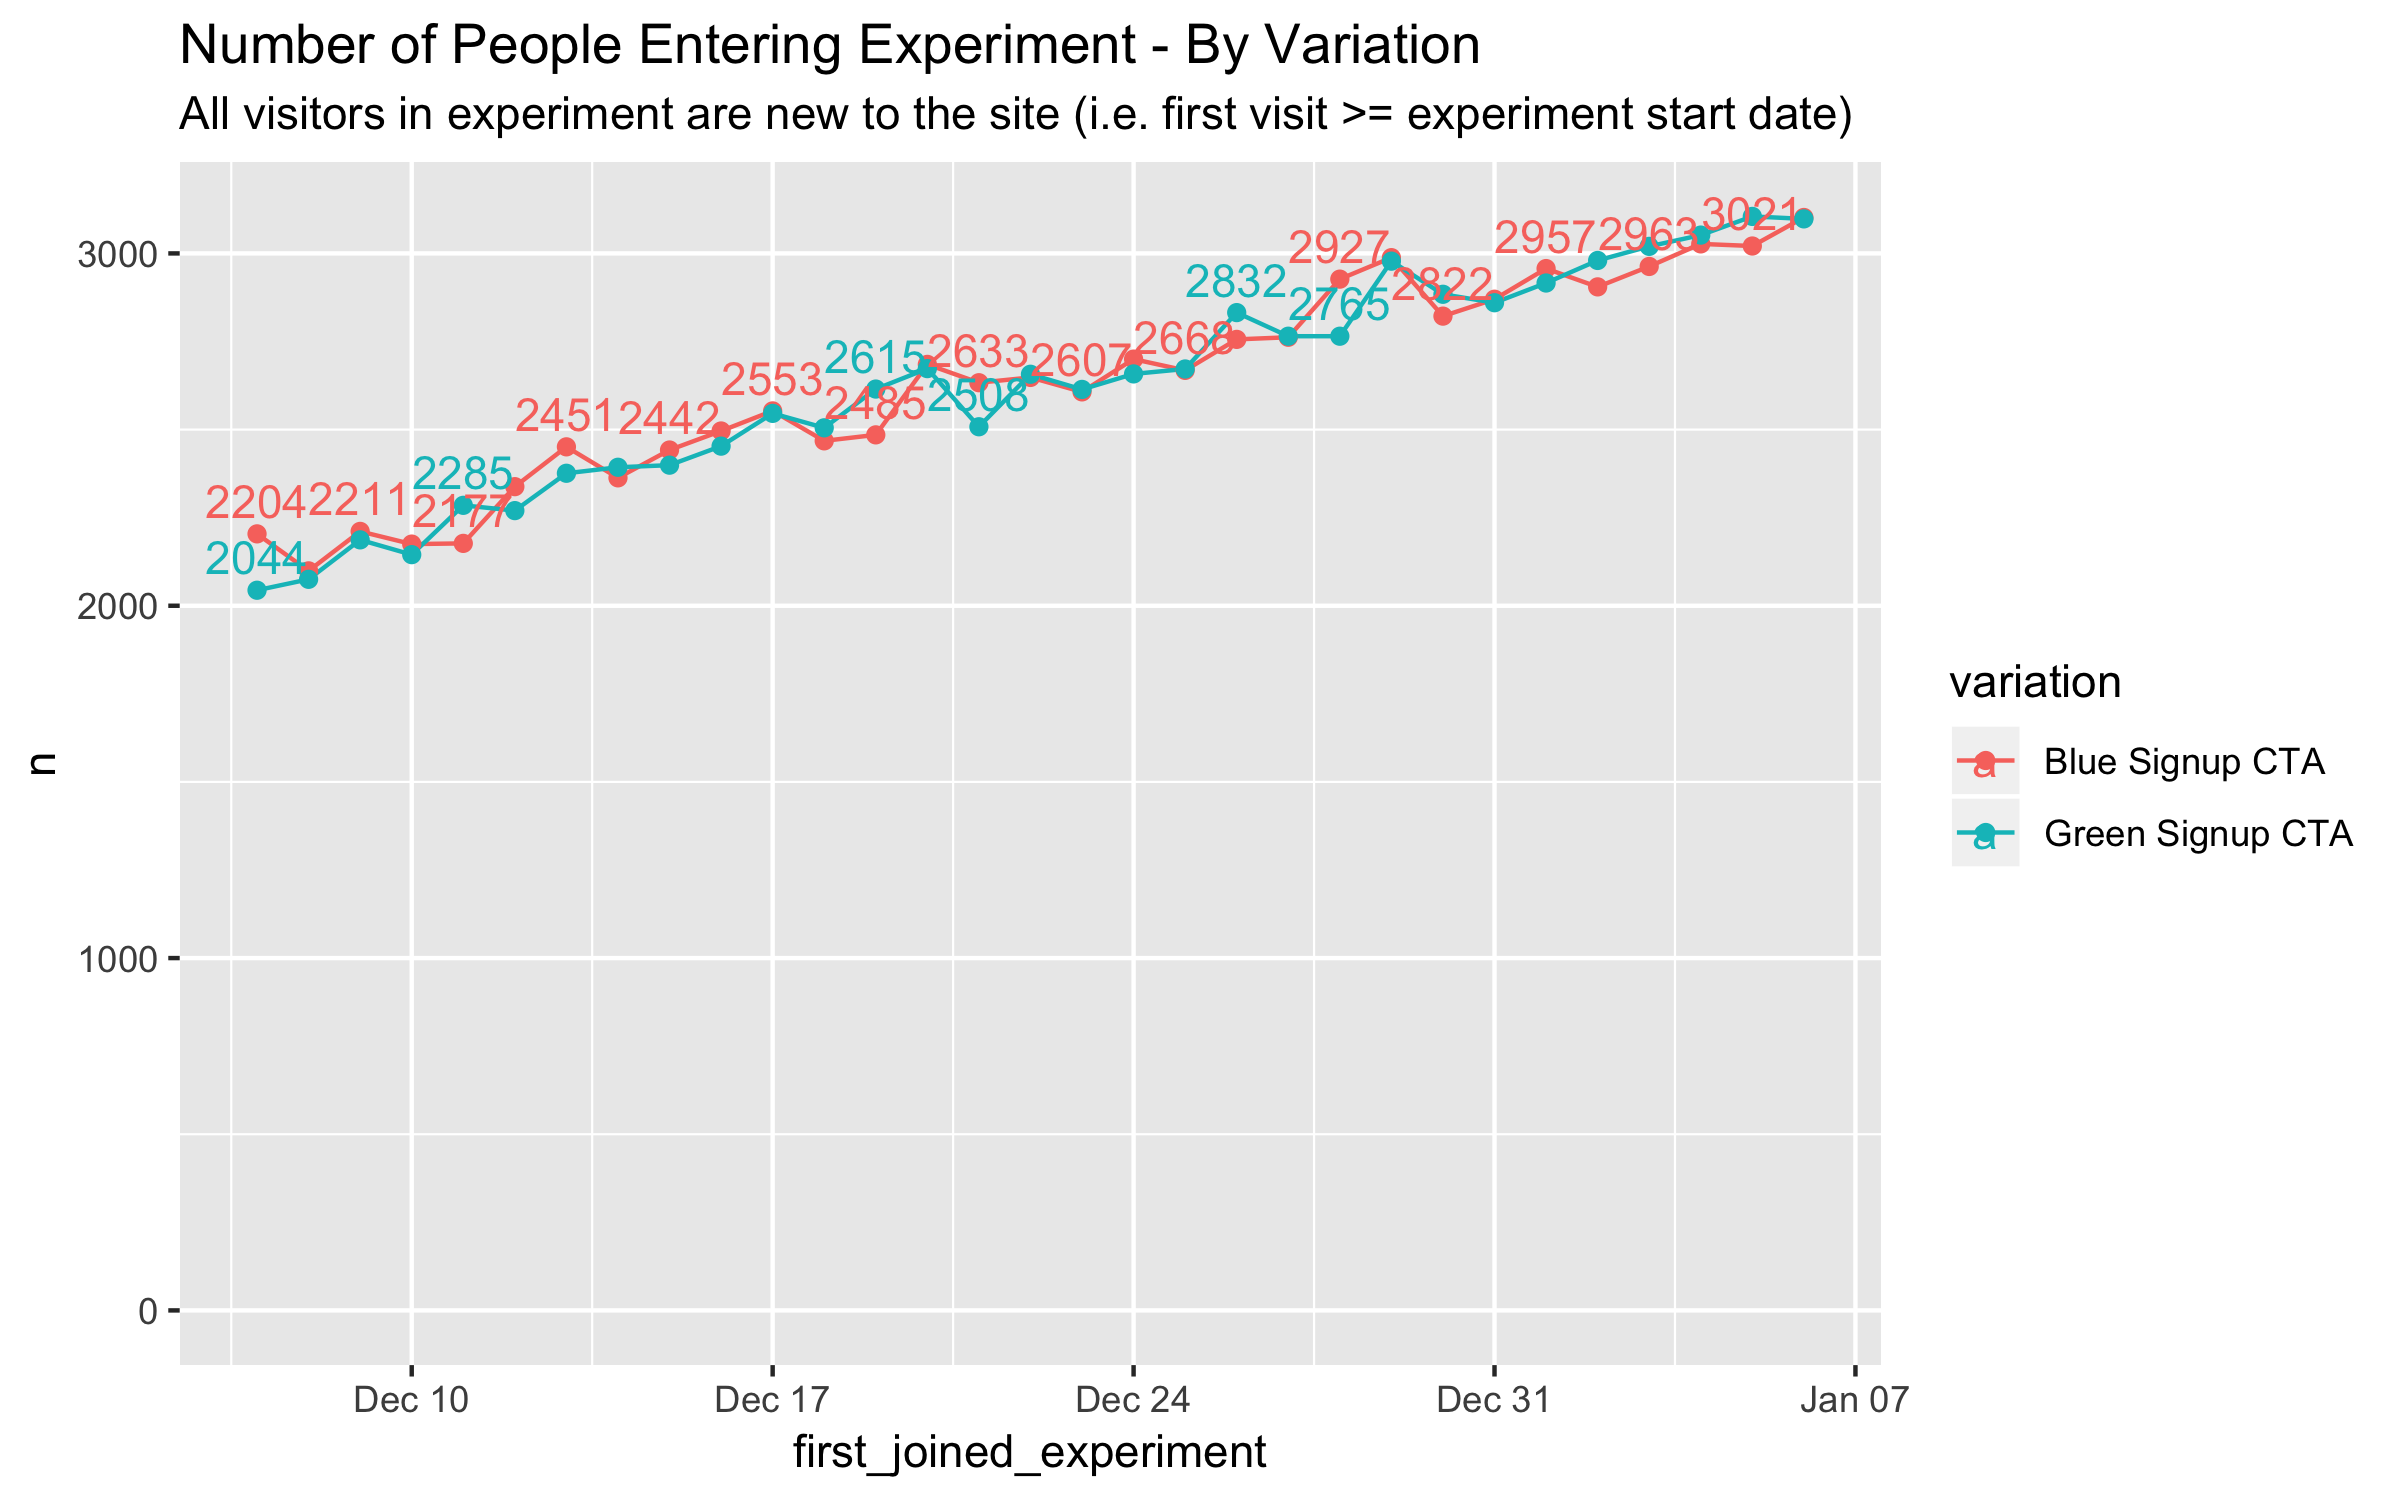 Number of People Entering Experiment - By Variation
All visitors in experiment are new to the site (i.e. first visit >= experiment start date)
n
3000
2000
1000
0
2204
2044
2211
2285
2177
2451
2442
2553
2615
2485
2633
2508
2607
2668
2832
2927
2765
2822
2957
2963
3021
Dec 10
Dec 17
Dec 24
Dec 31
Jan 07
first_joined_experiment
variation
a Blue Signup CTA
a Green Signup CTA